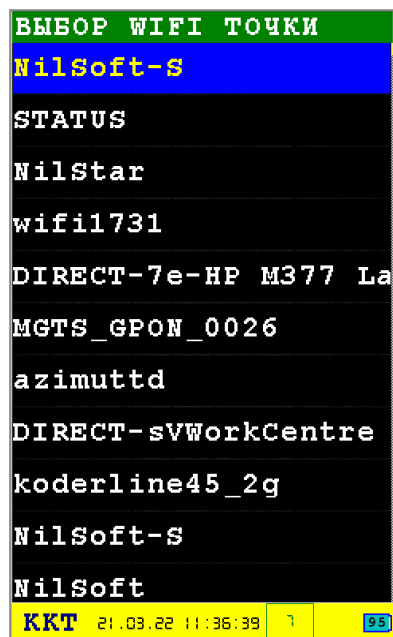 ВЫБОР WIFI ТОЧКИ
NilSoft-S
STATUS
NilStar
wifi1731
DIRECT-7e-HP M377 La
MGTS_GPON_0026
azimuttd
DIRECT-sVWorkCentre
koderline45_2g
NilSoft-S
NilSoft
ККТ 21.03.22 11:36:39 95